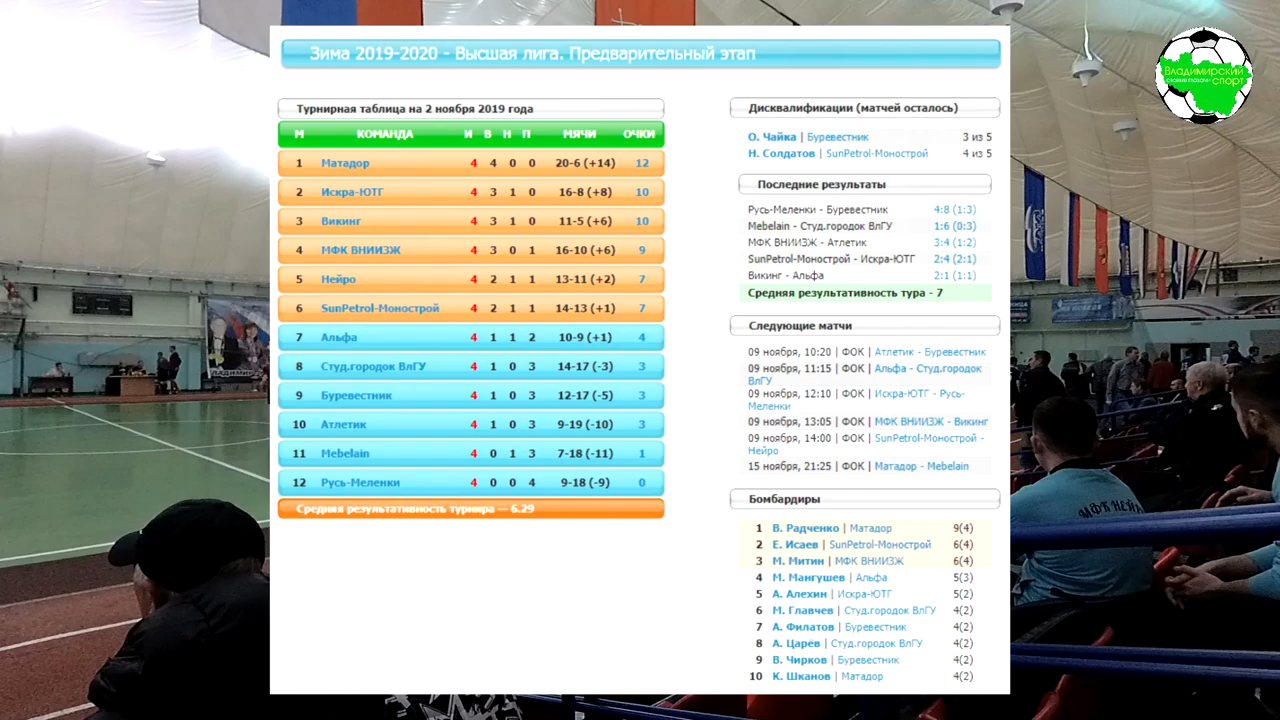 Зима 2019-2020 - Высшая лига. Предварительный этап
Владимирский
спорт
своими глазами
Турнирная таблица на 2 ноября 2019 года
М КОМАНДА И В Н П МЯЧИ ОЧКИ
1 Матадор 4 4 0 0 20-6 (+14) 12
2 Искра-ЮТГ 4 3 1 0 16-8 (+8) 10
3 Викинг 4 3 1 0 11-5 (+6) 10
4 МФК ВНИИЗЖ 4 3 0 1 16-10 (+6) 9
5 Нейро 4 2 1 1 13-11 (+2) 7
6 SunPetrol-Монострой 4 2 1 1 14-13 (+1) 7
7 Альфа 4 1 1 2 10-9 (+1) 4
8 Студ.городок ВлГУ 4 1 0 3 14-17 (-3) 3
9 Буревестник 4 1 0 3 12-17 (-5) 3
10 Атлетик 4 1 0 3 9-19 (-10) 3
11 Mebelain 4 0 1 3 7-18 (-11) 1
12 Русь-Меленки 4 0 0 4 9-18 (-9) 0
Средняя результативность турнира — 6.29
Дисквалификации (матчей осталось)
О. Чайка | Буревестник 3 из 5
Н. Солдатов | SunPetrol-Монострой 4 из 5
Последние результаты
Русь-Меленки - Буревестник 4:8 (1:3)
Mebelain - Студ.городок ВлГУ 1:6 (0:3)
МФК ВНИИЗЖ - Атлетик 3:4 (1:2)
SunPetrol-Монострой - Искра-ЮТГ 2:4 (2:1)
Викинг - Альфа 2:1 (1:1)
Средняя результативность тура - 7
Следующие матчи
09 ноября, 10:20 | ФОК | Атлетик - Буревестник
09 ноября, 11:15 | ФОК | Альфа - Студ.городок
ВлГУ
09 ноября, 12:10 | ФОК | Искра-ЮТГ - Русь-
Меленки
09 ноября, 13:05 | ФОК | МФК ВНИИЗЖ - Викинг
09 ноября, 14:00 | ФОК | SunPetrol-Монострой -
Нейро
15 ноября, 21:25 | ФОК | Матадор - Mebelain
Бомбардиры
1 В. Радченко | Матадор 9(4)
2 Е. Исаев | SunPetrol-Монострой 6(4)
3 М. Митин | МФК ВНИИЗЖ 6(4)
4 М. Мангушев | Альфа 5(3)
5 А. Алехин | Искра-ЮТГ 5(2)
6 М. Главчев | Студ.городок ВлГУ 4(2)
7 А. Филатов | Буревестник 4(2)
8 А. Царёв | Студ.городок ВлГУ 4(2)
9 В. Чирков | Буревестник 4(2)
10 К. Шканов | Матадор 4(2)
МФК НЕЙРО